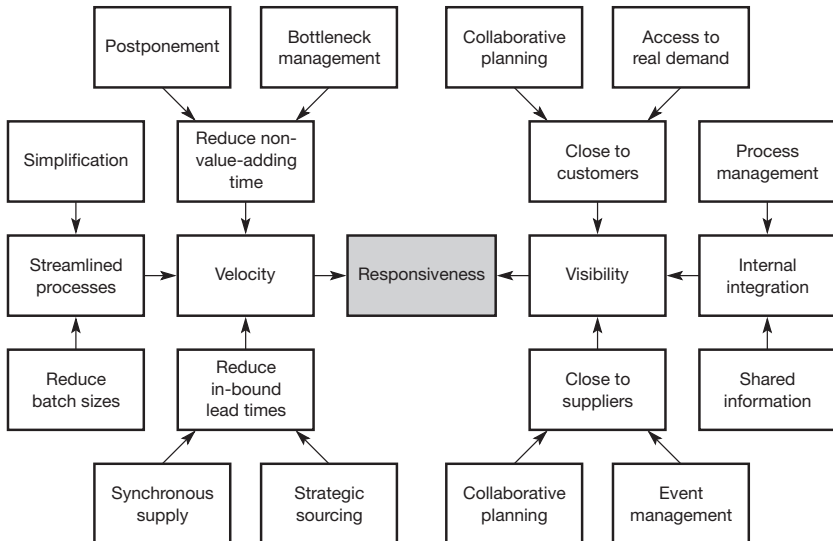 Postponement
Bottleneck
management
Collaborative
planning
Access to
real demand
Simplification
Reduce non-
value-adding
time
Close to
customers
Process
management
Streamlined
processes
Velocity
Responsiveness
Visibility
Internal
integration
Reduce
batch sizes
Reduce
in-bound
lead times
Close to
suppliers
Shared
information
Synchronous
supply
Strategic
sourcing
Collaborative
planning
Event
management